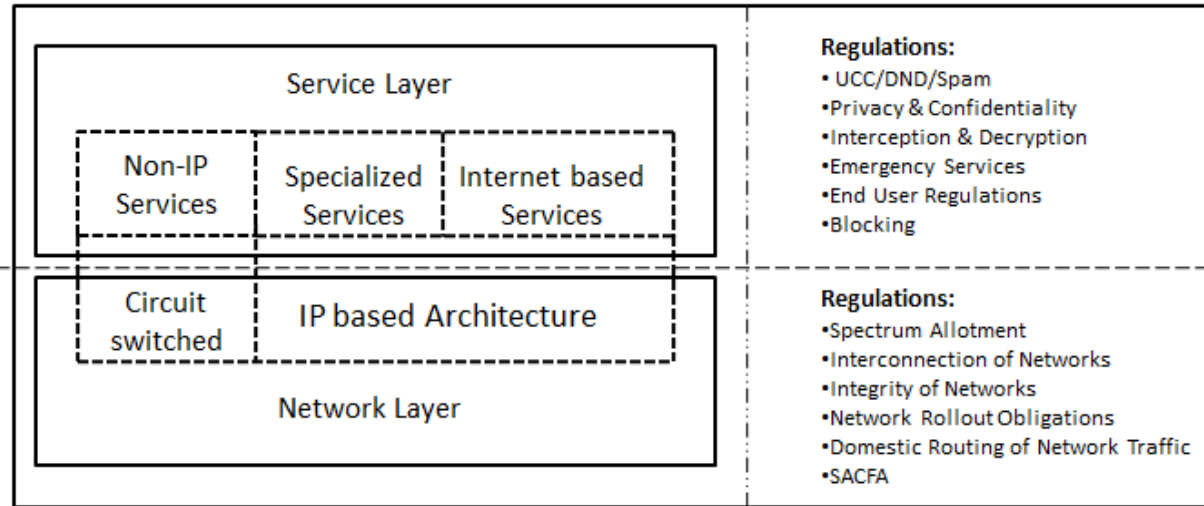 Service Layer
Non-IP
Services
Specialized
Services
Internet based
Services
Circuit
switched
IP based Architecture
Network Layer
Regulations:
• UCC/DND/Spam
•Privacy & Confidentiality
•Interception & Decryption
•Emergency Services
•End User Regulations
•Blocking
Regulations:
•Spectrum Allotment
•Interconnection of Networks
•Integrity of Networks
•Network Rollout Obligations
•Domestic Routing of Network Traffic
•SACFA